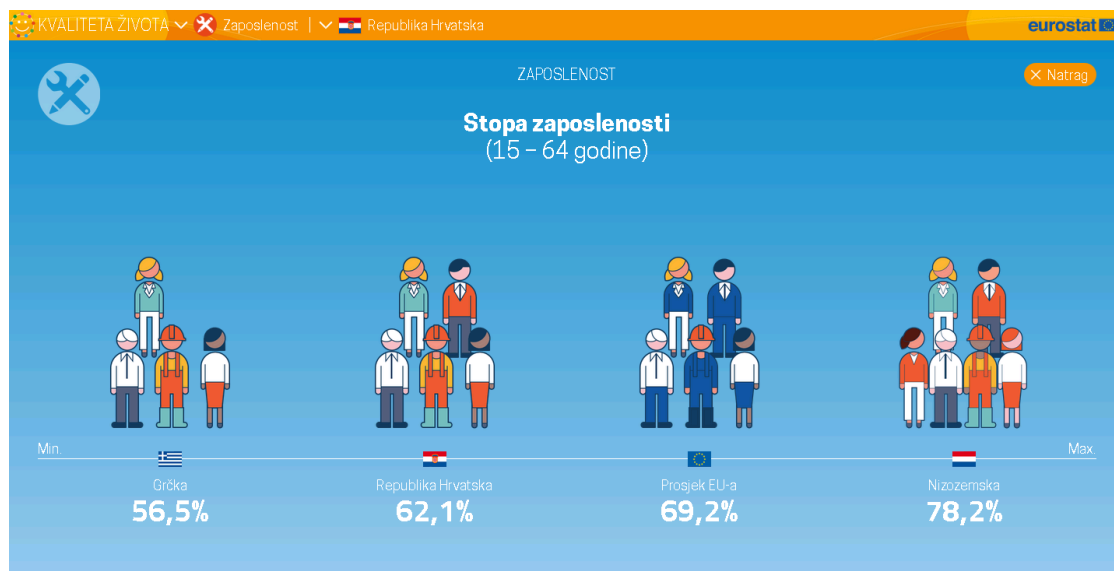 KVALITETA ŽIVOTA Zaposlenost | Republika Hrvatska eurostat
ZAPOSLENOST
Natrag
Stopa zaposlenosti
(15 – 64 godine)
Min. Max.
Grčka Republika Hrvatska Prosjek EU-a Nizozemska
56,5% 62,1% 69,2% 78,2%